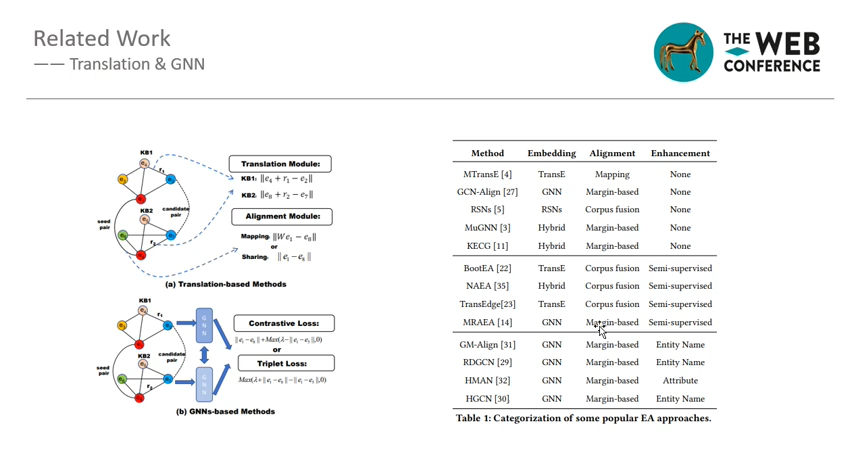 Related Work
—— Translation & GNN
THE WEB
CONFERENCE
KB1
r₁
KB2
candidate
pair
seed
pair
Translation Module:
KB1: ||e₄ + r₁ − e₂||
KB2: ||e₈ + r₂ − e₇||
Alignment Module:
Mapping: ||We₁ − e₈||
or
Sharing:
(a) Translation-based Methods
KB1
r₁
KB2
candidate
pair
seed
pair
GNN
GNN
Contrastive Loss:
or
Triplet Loss:
(b) GNNs-based Methods
Method Embedding Alignment Enhancement
MTransE [4] TransE Mapping None
GCN-Align [27] GNN Margin-based None
RSNs [5] RSNs Corpus fusion None
MuGNN [3] Hybrid Margin-based None
KECG [11] Hybrid Margin-based None
BootEA [22] TransE Corpus fusion Semi-supervised
NAEA [35] Hybrid Corpus fusion Semi-supervised
TransEdge[23] TransE Corpus fusion Semi-supervised
MRAEA [14] GNN Margin-based Semi-supervised
GM-Align [31] GNN Margin-based Entity Name
RDGCN [29] GNN Margin-based Entity Name
HMAN [32] GNN Margin-based Attribute
HGCN [30] GNN Margin-based Entity Name
Table 1: Categorization of some popular EA approaches.